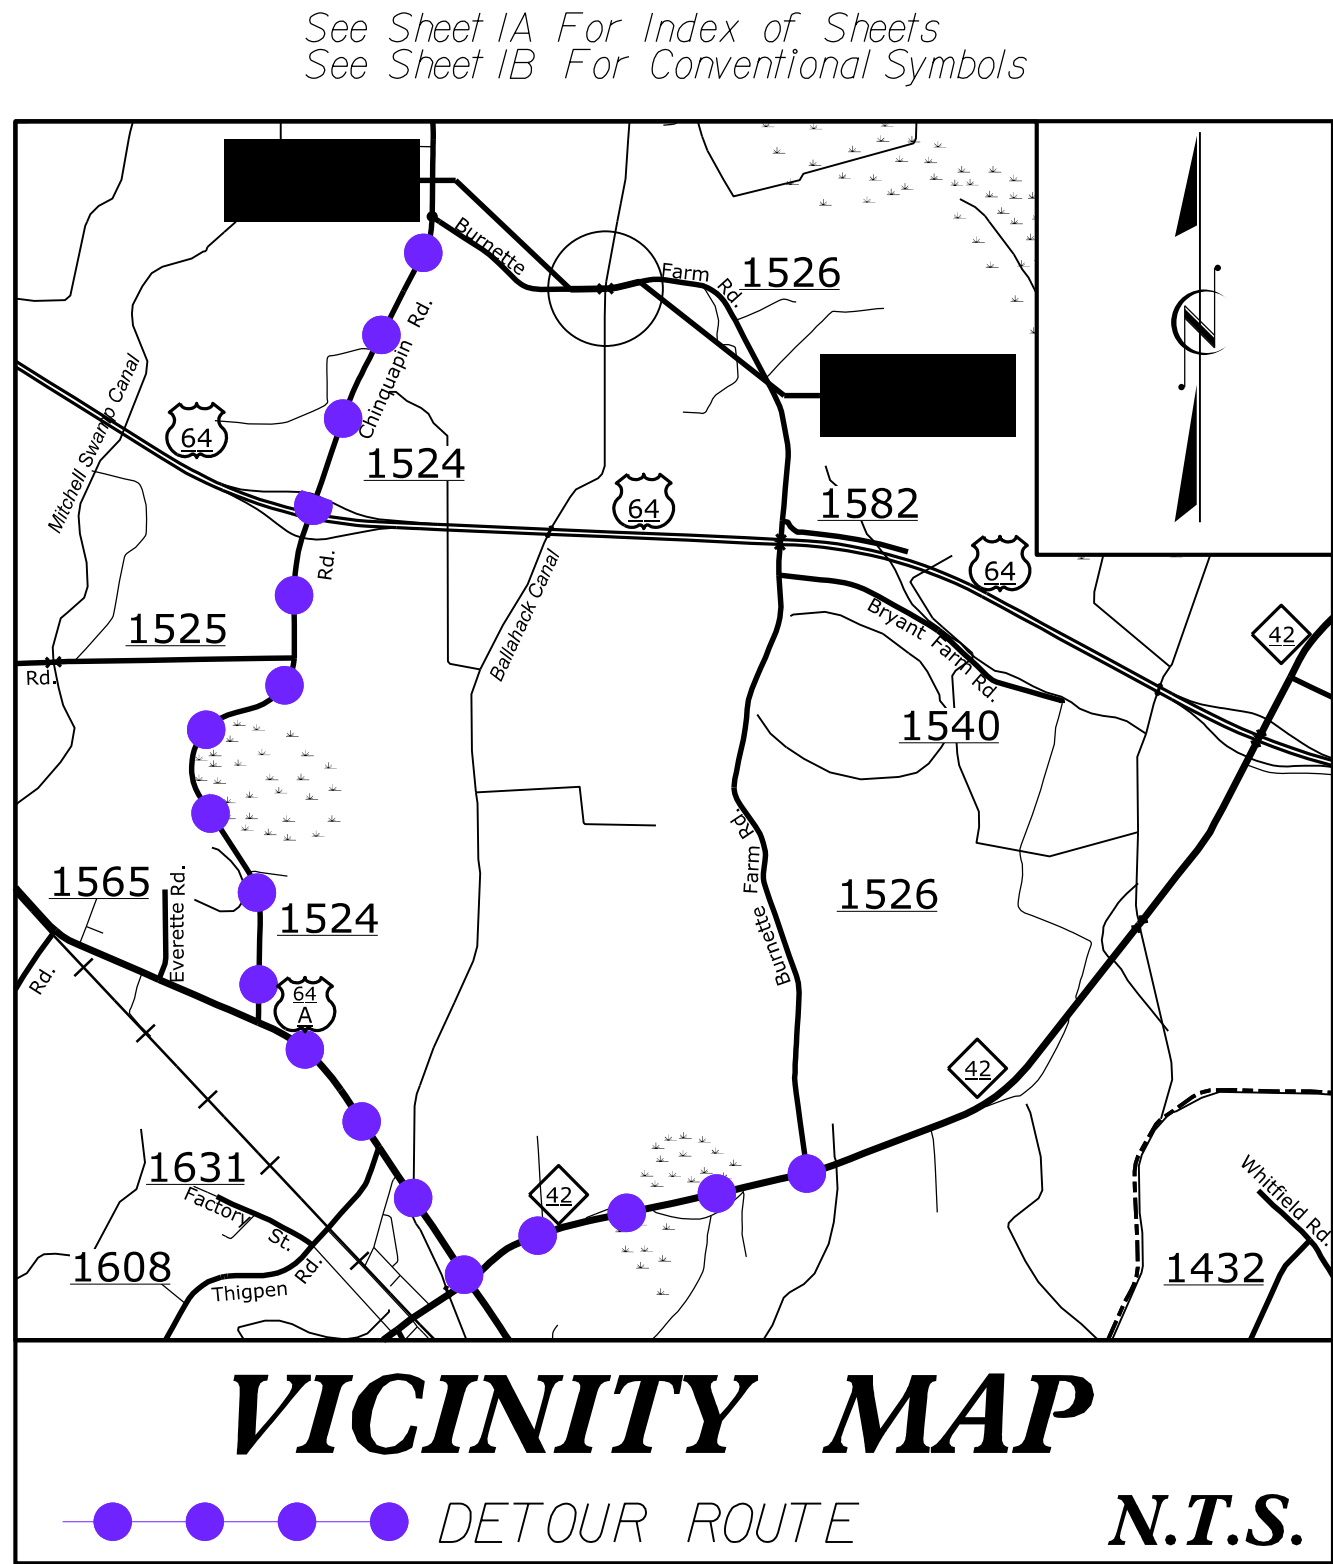 See Sheet 1A For Index of Sheets
See Sheet 1B For Conventional Symbols
Burnette
Farm
Rd.
1526
Rd.
Chinquapin
Mitchell Swamp Canal
64
1524
64
1582
64
Rd.
Ballahack Canal
1525
Rd.
Bryant Farm Rd.
42
1540
Burnette Farm Rd.
1565
Everette Rd.
1526
1524
Rd.
64
A
42
1631
Factory
St.
42
Whitfield Rd.
1608
Rd.
Thigpen
1432
VICINITY MAP
DETOUR ROUTE
N.T.S.